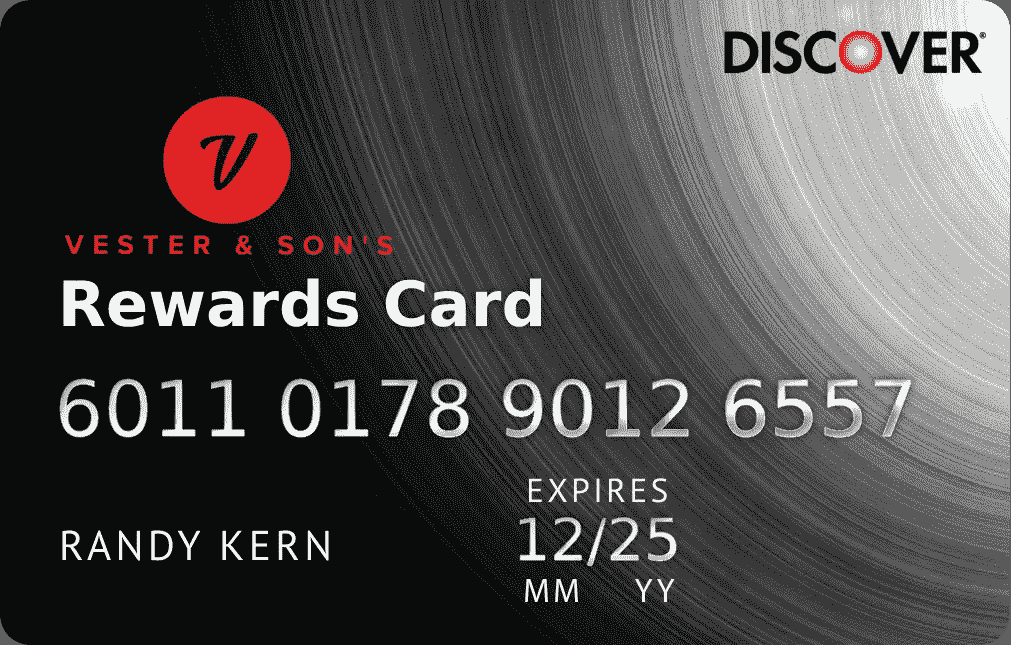 DISCOVER®
V
VESTER & SON'S
Rewards Card
6011 0178 9012 6557
EXPIRES
RANDY KERN
12/25
MM YY